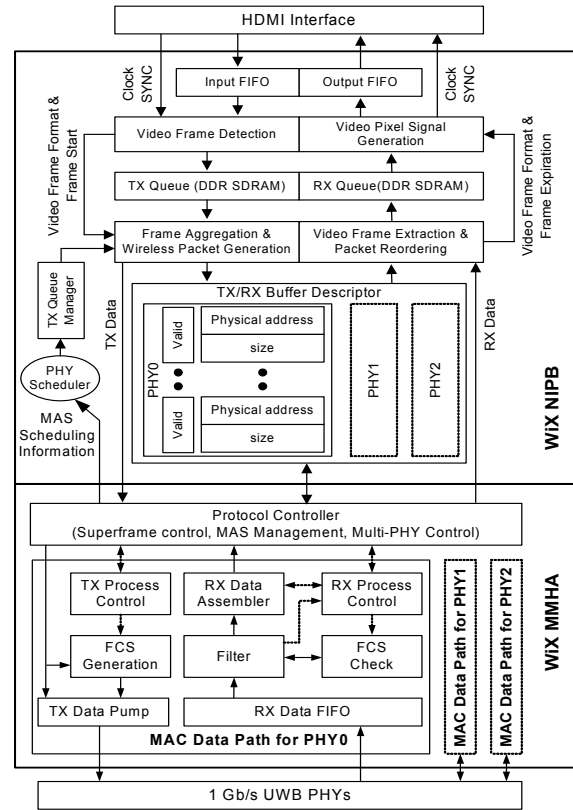 HDMI Interface
Clock
SYNC
Input FIFO
Output FIFO
Clock
SYNC
Video Frame Detection
Video Pixel Signal
Generation
Video Frame Format &
Frame Start
TX Queue (DDR SDRAM)
RX Queue(DDR SDRAM)
Video Frame Format &
Frame Expiration
Frame Aggregation &
Wireless Packet Generation
Video Frame Extraction &
Packet Reordering
TX Queue
Manager
TX Data
TX/RX Buffer Descriptor
RX Data
PHY0
Valid
Physical address
size
Valid
Physical address
size
PHY1
PHY2
PHY
Scheduler
MAS
Scheduling
Information
WiX NIPB
Protocol Controller
(Superframe control, MAS Management, Multi-PHY Control)
TX Process
Control
RX Data
Assembler
RX Process
Control
FCS
Generation
Filter
FCS
Check
TX Data Pump
RX Data FIFO
MAC Data Path for PHY0
MAC Data Path for PHY1
MAC Data Path for PHY2
WiX MMHA
1 Gb/s UWB PHYs